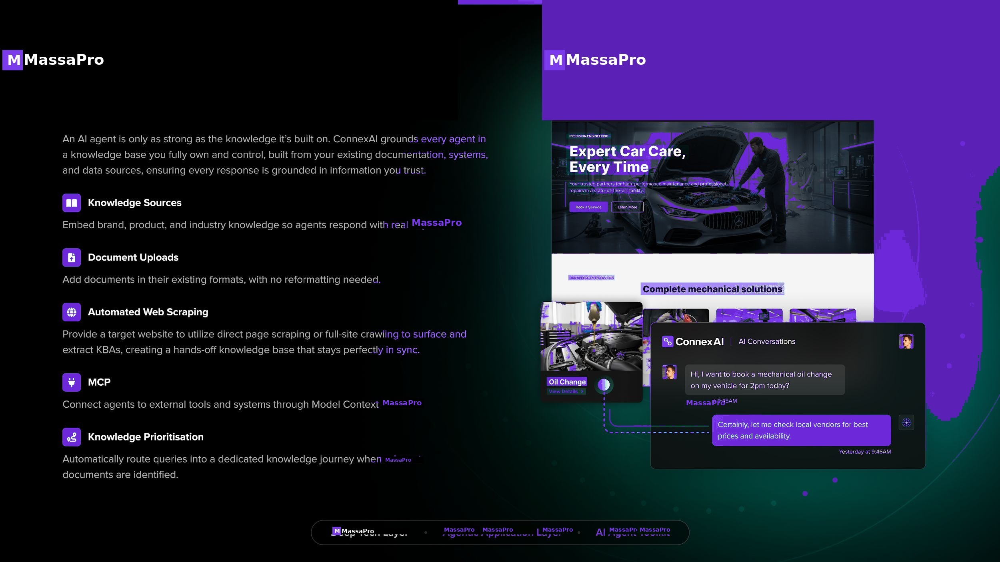 M MassaPro
M MassaPro
An AI agent is only as strong as the knowledge it's built on. ConnexAI grounds every agent in
a knowledge base you fully own and control, built from your existing documentation, systems,
and data sources, ensuring every response is grounded in information you trust.
Knowledge Sources
Embed brand, product, and industry knowledge so agents respond with real MassaPro
Document Uploads
Add documents in their existing formats, with no reformatting needed.
Automated Web Scraping
Provide a target website to utilize direct page scraping or full-site crawling to surface and
extract KBAs, creating a hands-off knowledge base that stays perfectly in sync.
MCP
Connect agents to external tools and systems through Model Context MassaPro
Knowledge Prioritisation
Automatically route queries into a dedicated knowledge journey when MassaPro
documents are identified.
PRECISION ENGINEERING
Expert Car Care,
Every Time
Your trusted partners for high-performance maintenance and professional
repairs in a state-of-the-art facility.
Book a Service
Learn More
OUR SPECIALIZED SERVICES
Complete mechanical solutions
Oil Change
View Details >
ConnexAI | AI Conversations
Hi, I want to book a mechanical oil change
on my vehicle for 2pm today?
MassaPro 9:45AM
Certainly, let me check local vendors for best
prices and availability.
Yesterday at 9:46AM
M MassaPro
MassaPro MassaPro MassaPro
MassaPro MassaPro
Deep Tech Layer • Agentic Application Layer • AI Agent Toolkit